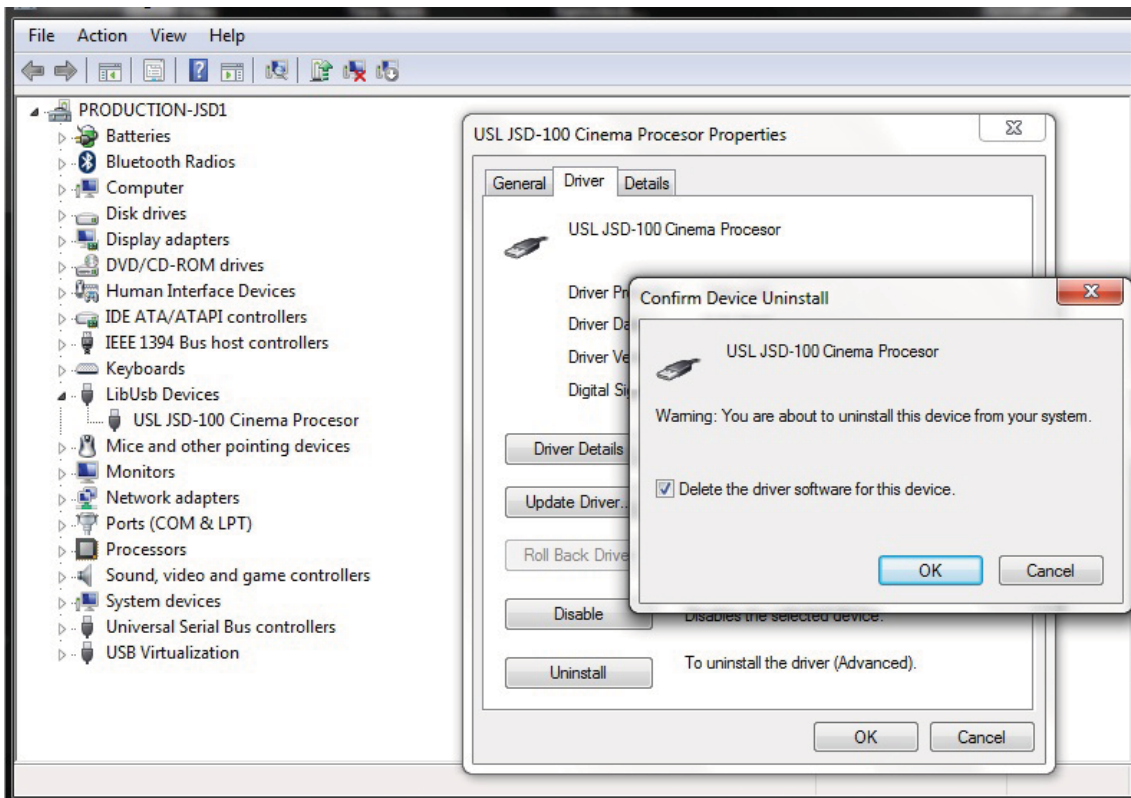 File Action View Help
PRODUCTION-JSD1
Batteries
Bluetooth Radios
Computer
Disk drives
Display adapters
DVD/CD-ROM drives
Human Interface Devices
IDE ATA/ATAPI controllers
IEEE 1394 Bus host controllers
Keyboards
LibUsb Devices
USL JSD-100 Cinema Procesor
Mice and other pointing devices
Monitors
Network adapters
Ports (COM & LPT)
Processors
Sound, video and game controllers
System devices
Universal Serial Bus controllers
USB Virtualization
USL JSD-100 Cinema Procesor Properties
General Driver Details
USL JSD-100 Cinema Procesor
Driver
Driver
Driver
Digital
Driver Details
Update Driver..
Roll Back
Disable Disables the selected device.
Uninstall To uninstall the driver (Advanced).
OK Cancel
Confirm Device Uninstall
USL JSD-100 Cinema Procesor
Warning: You are about to uninstall this device from your system.
Delete the driver software for this device.
OK Cancel